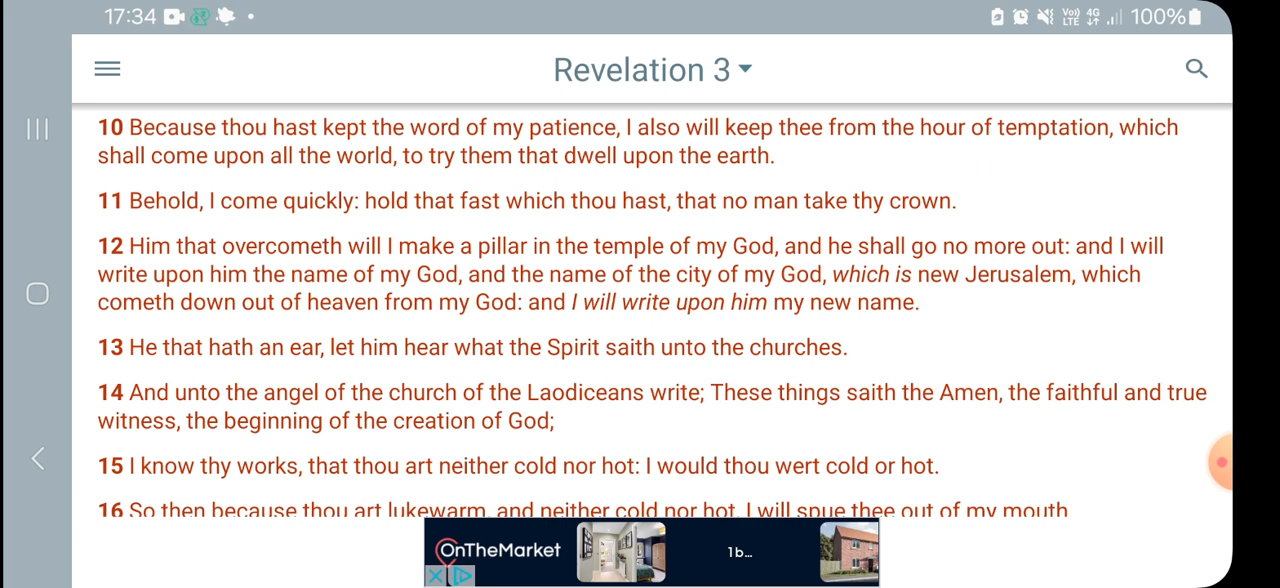 17:34 Vo) LTE 4G 100%
Revelation 3
10 Because thou hast kept the word of my patience, I also will keep thee from the hour of temptation, which
shall come upon all the world, to try them that dwell upon the earth.
11 Behold, I come quickly: hold that fast which thou hast, that no man take thy crown.
12 Him that overcometh will I make a pillar in the temple of my God, and he shall go no more out: and I will
write upon him the name of my God, and the name of the city of my God, which is new Jerusalem, which
cometh down out of heaven from my God: and I will write upon him my new name.
13 He that hath an ear, let him hear what the Spirit saith unto the churches.
14 And unto the angel of the church of the Laodiceans write; These things saith the Amen, the faithful and true
witness, the beginning of the creation of God;
15 I know thy works, that thou art neither cold nor hot: I would thou wert cold or hot.
16 So then because thou art lukewarm, and neither cold nor hot, I will spue thee out of my mouth
OnTheMarket
1 b...